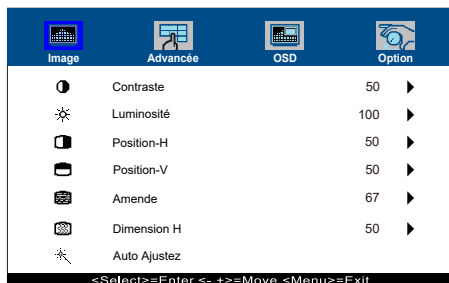 Image Advancée OSD Option
Contraste 50
Luminosité 100
Position-H 50
Position-V 50
Amende 67
Dimension H 50
Auto Ajustez
<Select>=Enter <- +>=Move <Menu>=Exit